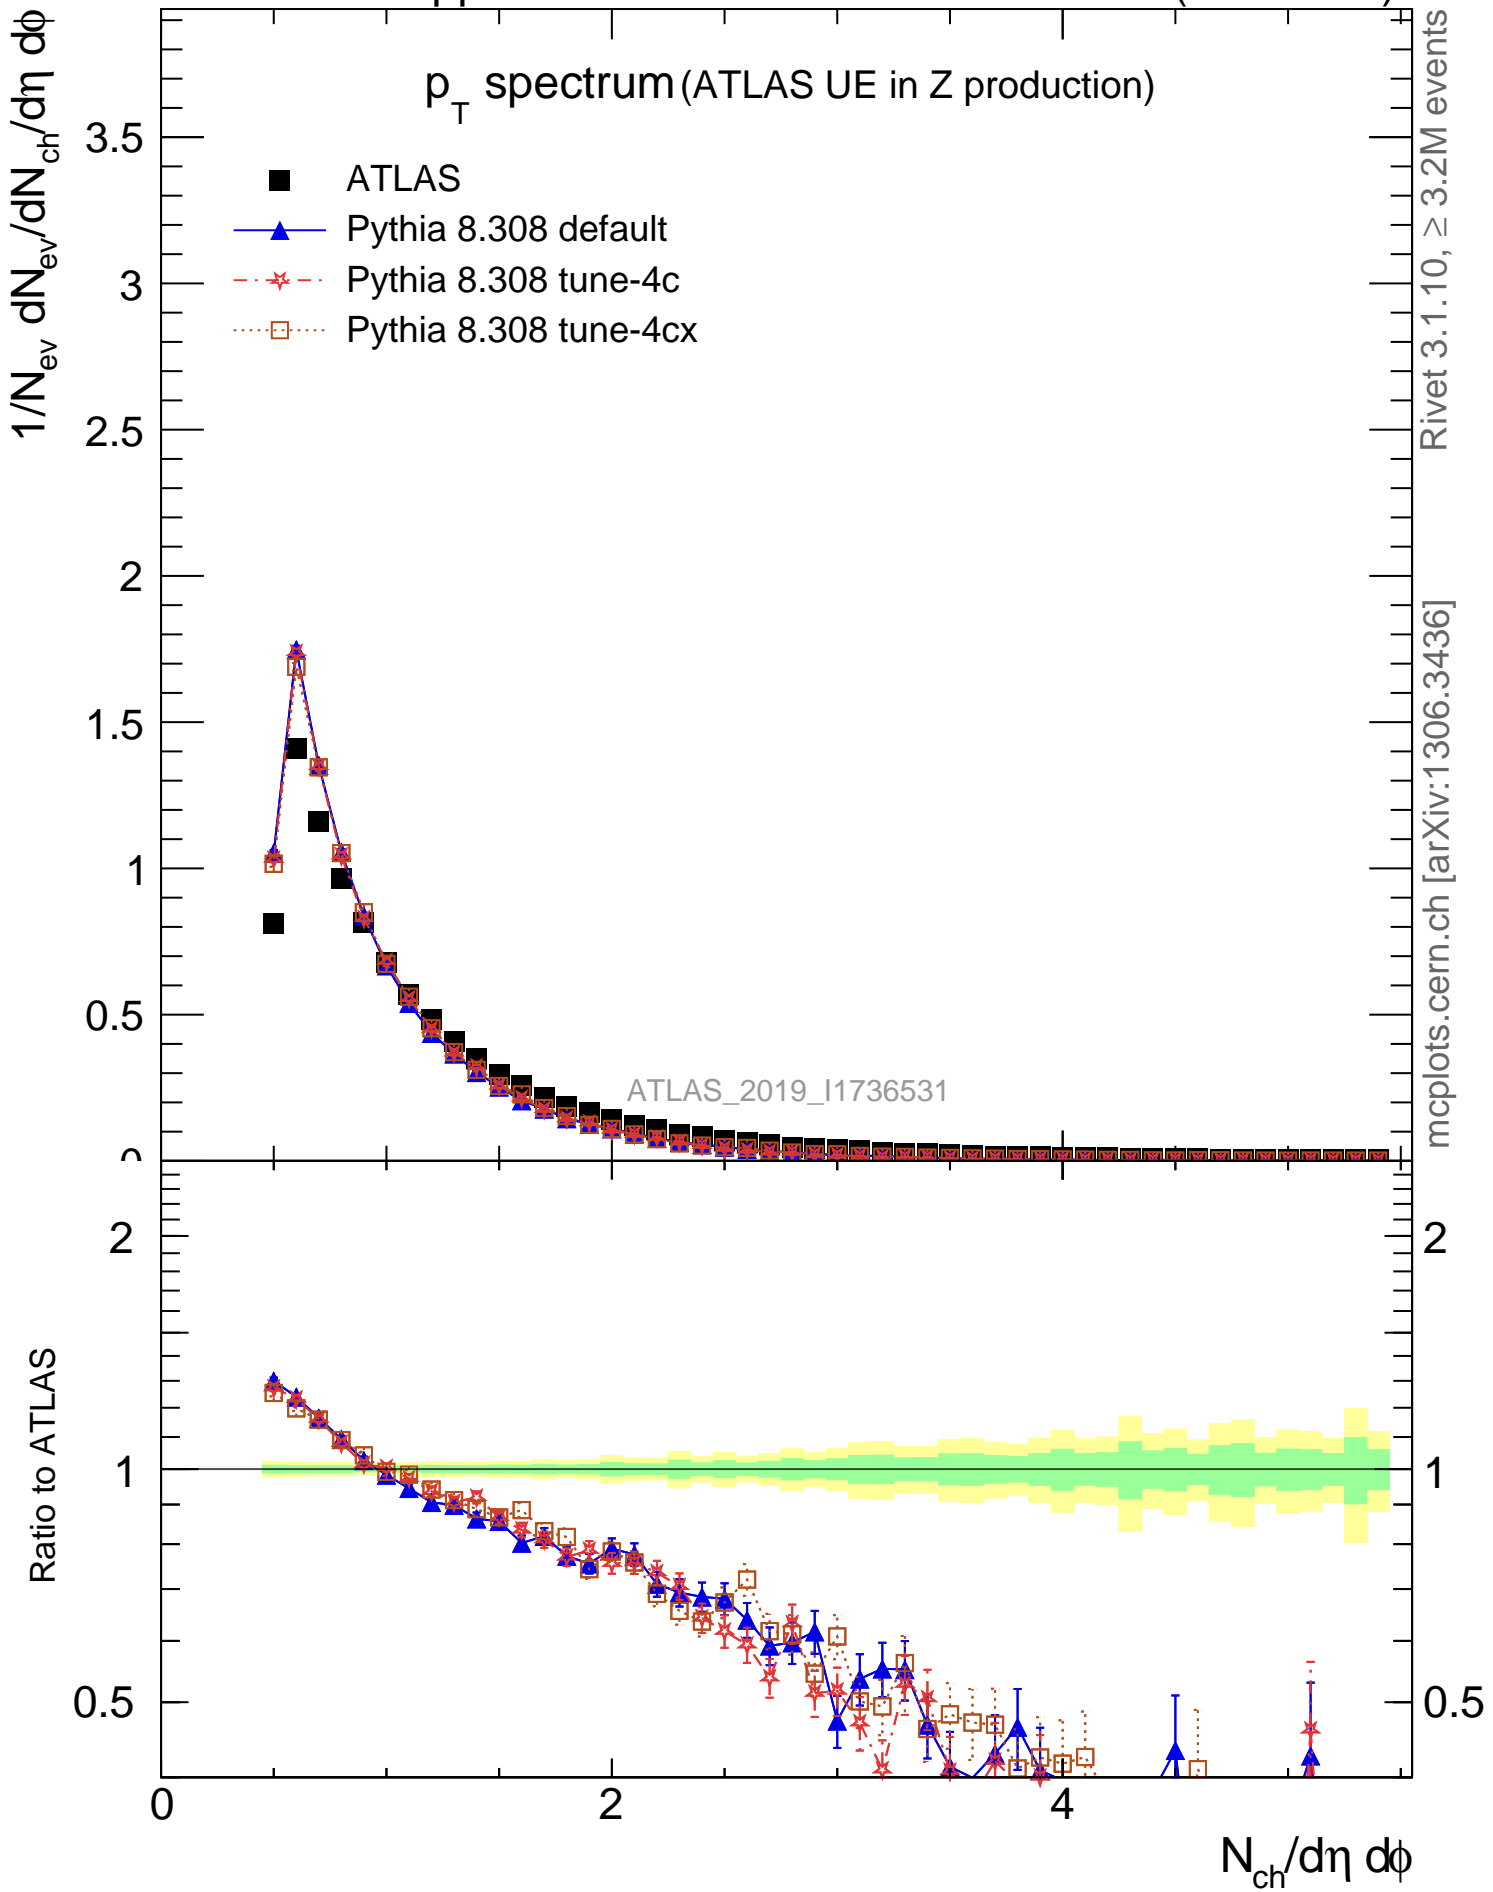 pp
(
)
1/N_ev dN_ev/dN_ch/dη dϕ
p_T spectrum (ATLAS UE in Z production)
ATLAS
Pythia 8.308 default
Pythia 8.308 tune-4c
Pythia 8.308 tune-4cx
3.5
3
2.5
2
1.5
1
0.5
0
ATLAS_2019_I1736531
Rivet 3.1.10, ≥ 3.2M events
mcplots.cern.ch [arXiv:1306.3436]
Ratio to ATLAS
2
1
0.5
2
1
0.5
0
2
4
N_ch/dη dϕ